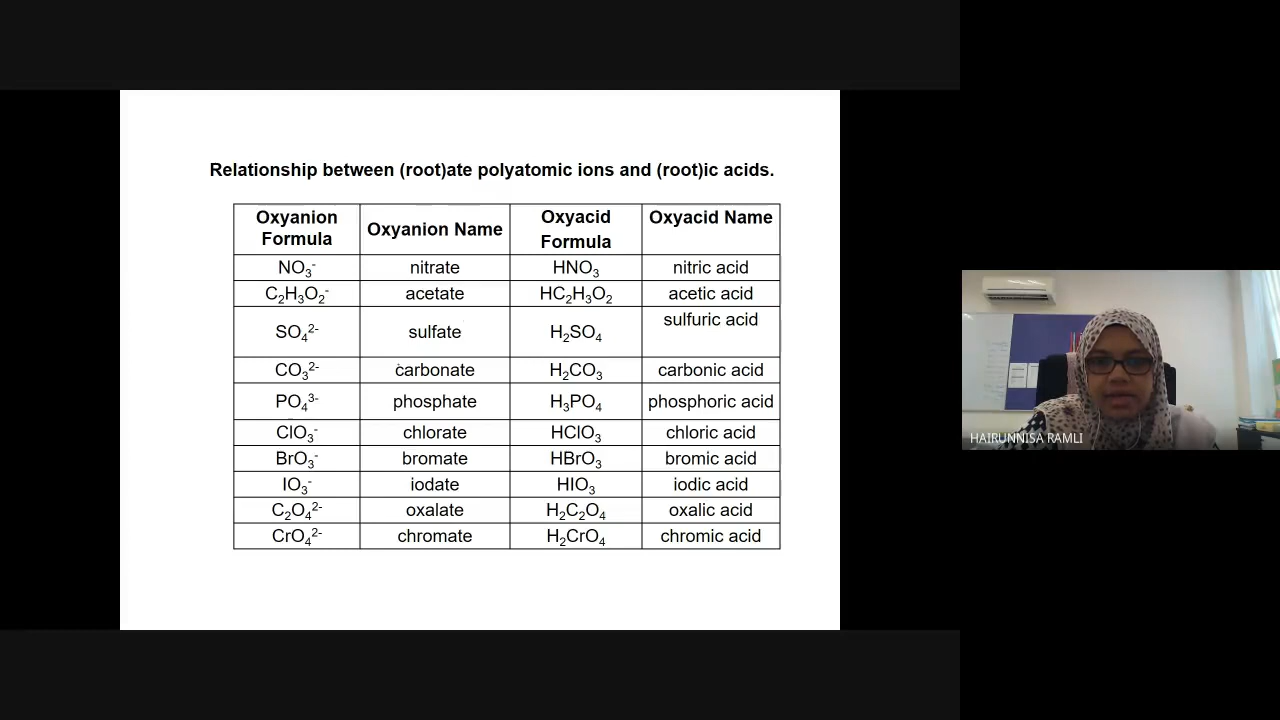 Relationship between (root)ate polyatomic ions and (root)ic acids.
Oxyanion Formula	Oxyanion Name	Oxyacid Formula	Oxyacid Name
NO₃⁻	nitrate	HNO₃	nitric acid
C₂H₃O₂⁻	acetate	HC₂H₃O₂	acetic acid
SO₄²⁻	sulfate	H₂SO₄	sulfuric acid
CO₃²⁻	carbonate	H₂CO₃	carbonic acid
PO₄³⁻	phosphate	H₃PO₄	phosphoric acid
ClO₃⁻	chlorate	HClO₃	chloric acid
BrO₃⁻	bromate	HBrO₃	bromic acid
IO₃⁻	iodate	HIO₃	iodic acid
C₂O₄²⁻	oxalate	H₂C₂O₄	oxalic acid
CrO₄²⁻	chromate	H₂CrO₄	chromic acid
HAIRUNNISA RAMLI